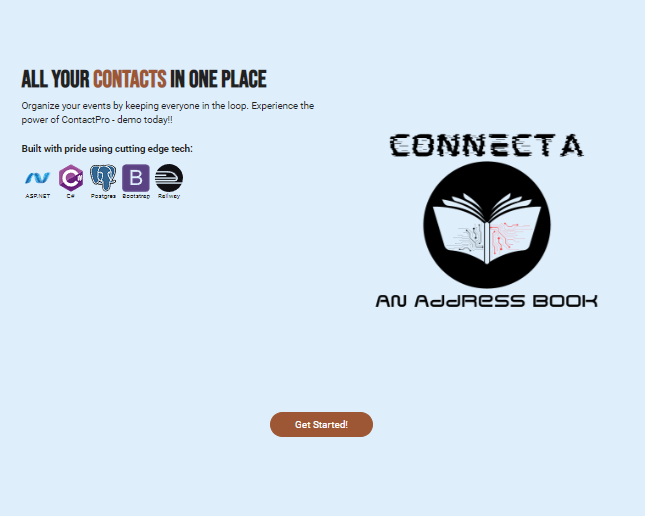 ALL YOUR CONTACTS IN ONE PLACE
Organize your events by keeping everyone in the loop. Experience the
power of ContactPro - demo today!!
Built with pride using cutting edge tech:
ASP.NET C# Postgres Bootstrap Railway
CONNECTA
AN AddRESS BOOK
Get Started!